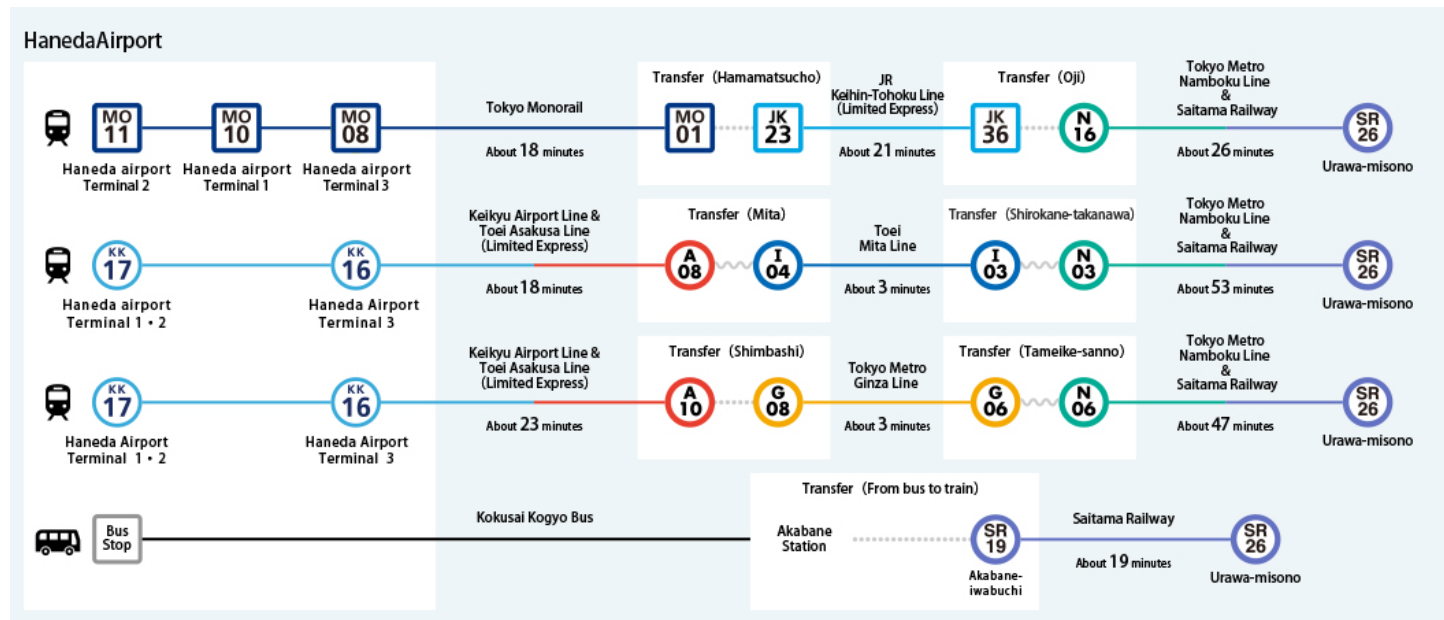 HanedaAirport
MO 11
Haneda airport
Terminal 2
MO 10
Haneda airport
Terminal 1
MO 08
Haneda airport
Terminal 3
Tokyo Monorail
About 18 minutes
Transfer（Hamamatsucho）
MO 01
JK 23
JR
Keihin-Tohoku Line
(Limited Express)
About 21 minutes
Transfer（Oji）
JK 36
N 16
Tokyo Metro
Namboku Line
&
Saitama Railway
About 26 minutes
SR 26
Urawa-misono
KK 17
Haneda airport
Terminal 1・2
KK 16
Haneda Airport
Terminal 3
Keikyu Airport Line &
Toei Asakusa Line
(Limited Express)
About 18 minutes
Transfer（Mita）
A 08
I 04
Toei
Mita Line
About 3 minutes
Transfer（Shirokane-takanawa）
I 03
N 03
Tokyo Metro
Namboku Line
&
Saitama Railway
About 53 minutes
SR 26
Urawa-misono
KK 17
Haneda Airport
Terminal 1・2
KK 16
Haneda Airport
Terminal 3
Keikyu Airport Line &
Toei Asakusa Line
(Limited Express)
About 23 minutes
Transfer（Shimbashi）
A 10
G 08
Tokyo Metro
Ginza Line
About 3 minutes
Transfer（Tameike-sanno）
G 06
N 06
Tokyo Metro
Namboku Line
&
Saitama Railway
About 47 minutes
SR 26
Urawa-misono
Bus
Stop
Kokusai Kogyo Bus
Transfer（From bus to train）
Akabane
Station
SR 19
Akabane-
iwabuchi
Saitama Railway
About 19 minutes
SR 26
Urawa-misono